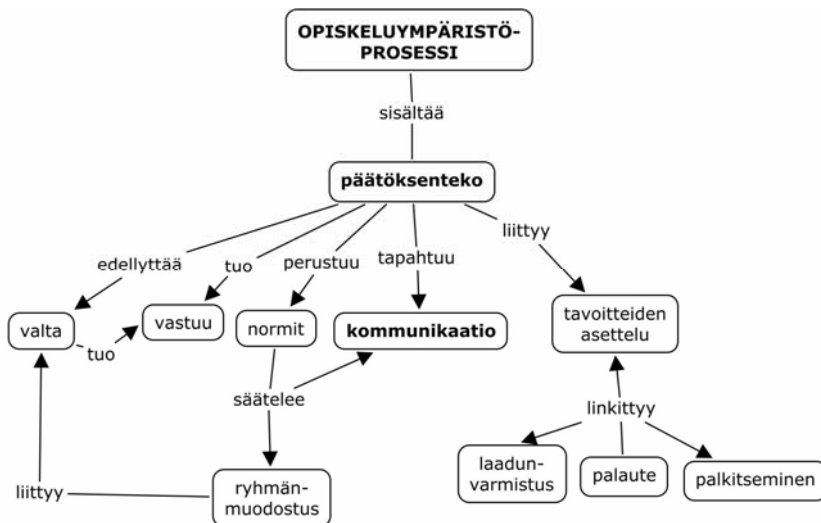 OPISKELUYMPÄRISTÖ-
PROSESSI
sisältää
päätöksenteko
edellyttää
tuo
perustuu
tapahtuu
liittyy
valta
tuo
vastuu
normit
kommunikaatio
tavoitteiden
asettelu
säätelee
linkittyy
liittyy
ryhmän-
muodostus
laadun-
varmistus
palaute
palkitseminen